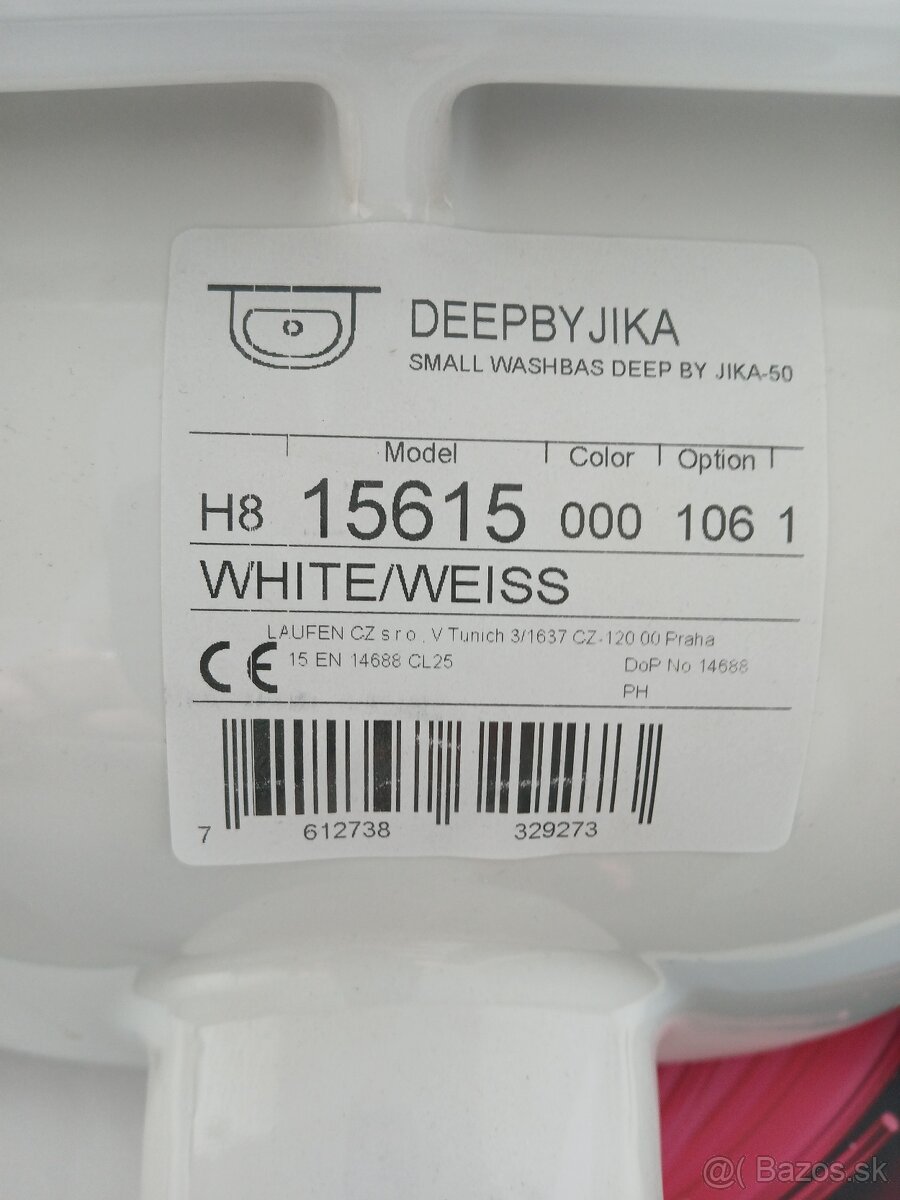 DEEPBYJIKA
SMALL WASHBAS DEEP BY JIKA-50
Model Color Option
H8 15615 000 106 1
WHITE/WEISS
LAUFEN CZ s r o . V Tunich 3/1637 CZ-120 00 Praha
CE 15 EN 14688 CL25 DoP No 14688
PH
7 612738 329273
@( Bazos.sk